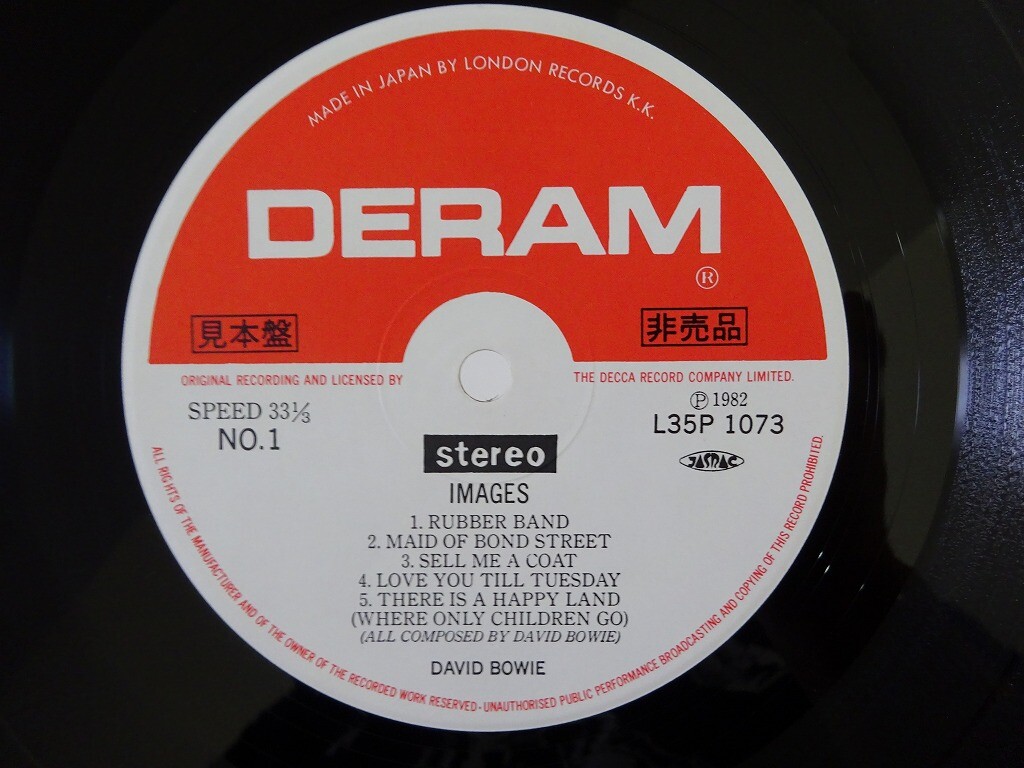 MADE IN JAPAN BY LONDON RECORDS K.K.
DERAM
®
見本盤
非売品
ORIGINAL RECORDING AND LICENSED BY THE DECCA RECORD COMPANY LIMITED.
SPEED 33⅓
NO.1
℗ 1982
L35P 1073
JASRAC
stereo
IMAGES
1. RUBBER BAND
2. MAID OF BOND STREET
3. SELL ME A COAT
4. LOVE YOU TILL TUESDAY
5. THERE IS A HAPPY LAND
(WHERE ONLY CHILDREN GO)
(ALL COMPOSED BY DAVID BOWIE)
DAVID BOWIE
ALL RIGHTS OF THE MANUFACTURER AND OF THE OWNER OF THE RECORDED WORK RESERVED · UNAUTHORISED PUBLIC PERFORMANCE BROADCASTING AND COPYING OF THIS RECORD PROHIBITED.